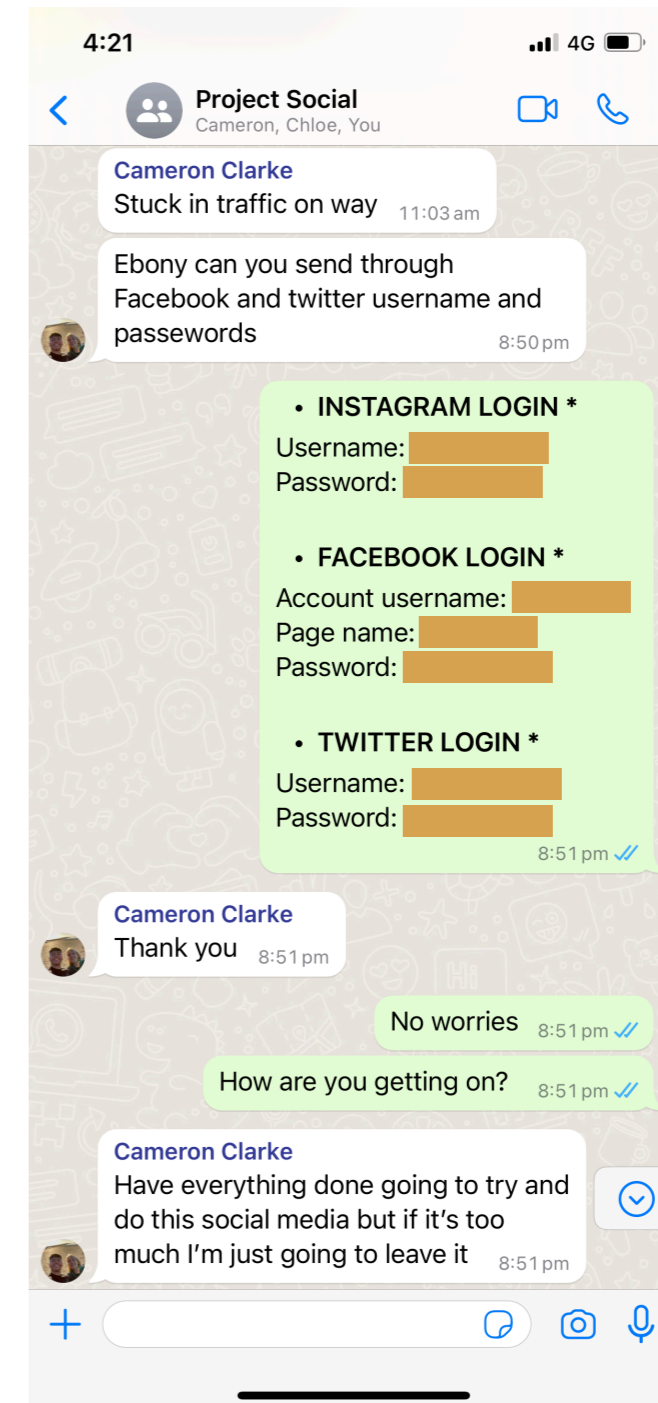 4:21
4G
Project Social
Cameron, Chloe, You
Cameron Clarke
Stuck in traffic on way 11:03 am
Ebony can you send through
Facebook and twitter username and
passewords 8:50 pm
• INSTAGRAM LOGIN *
Username:
Password:
• FACEBOOK LOGIN *
Account username:
Page name:
Password:
• TWITTER LOGIN *
Username:
Password:
8:51 pm
Cameron Clarke
Thank you 8:51 pm
No worries 8:51 pm
How are you getting on? 8:51 pm
Cameron Clarke
Have everything done going to try and
do this social media but if it's too
much I'm just going to leave it 8:51 pm